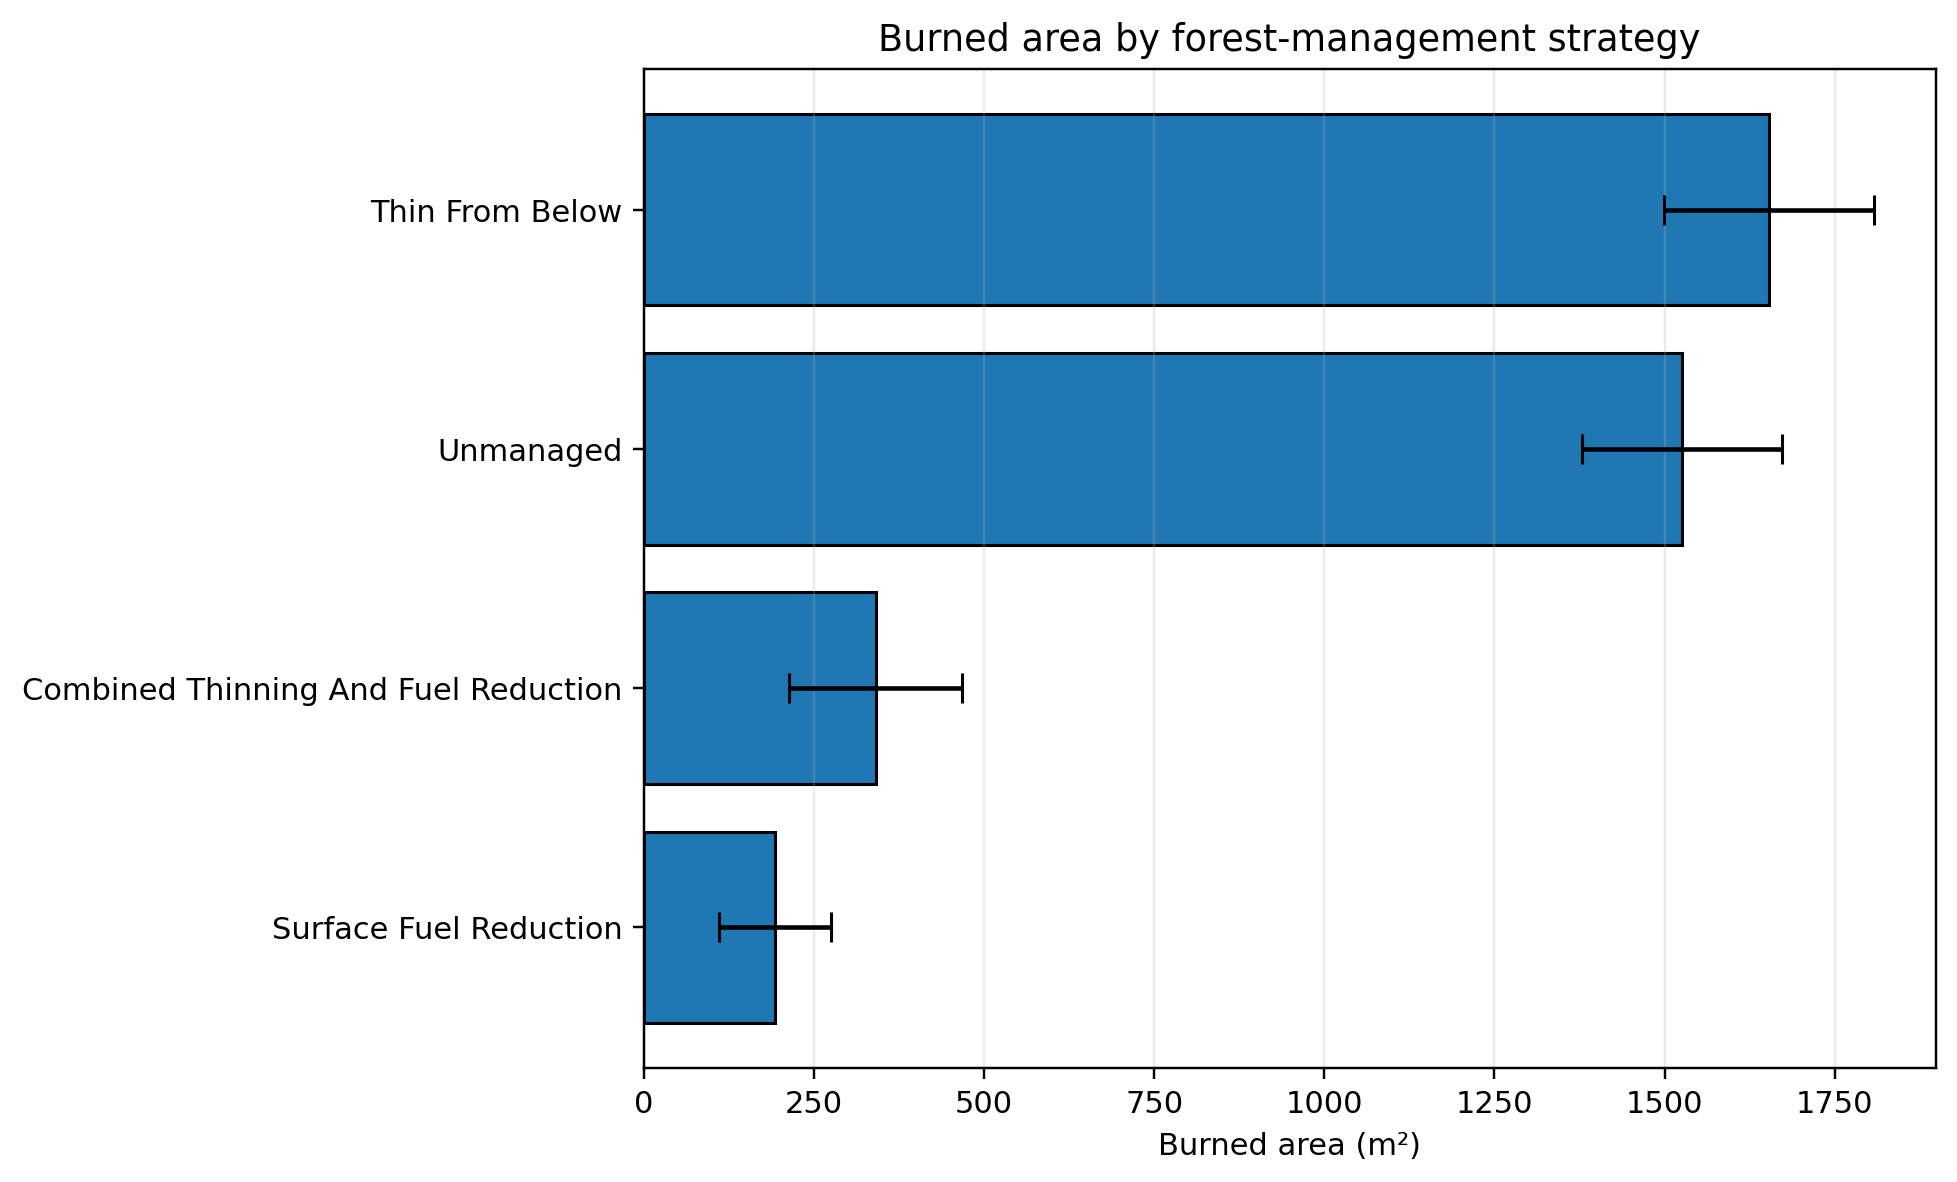 Burned area by forest-management strategy
Thin From Below
Unmanaged
Combined Thinning And Fuel Reduction
Surface Fuel Reduction
0 250 500 750 1000 1250 1500 1750
Burned area (m²)